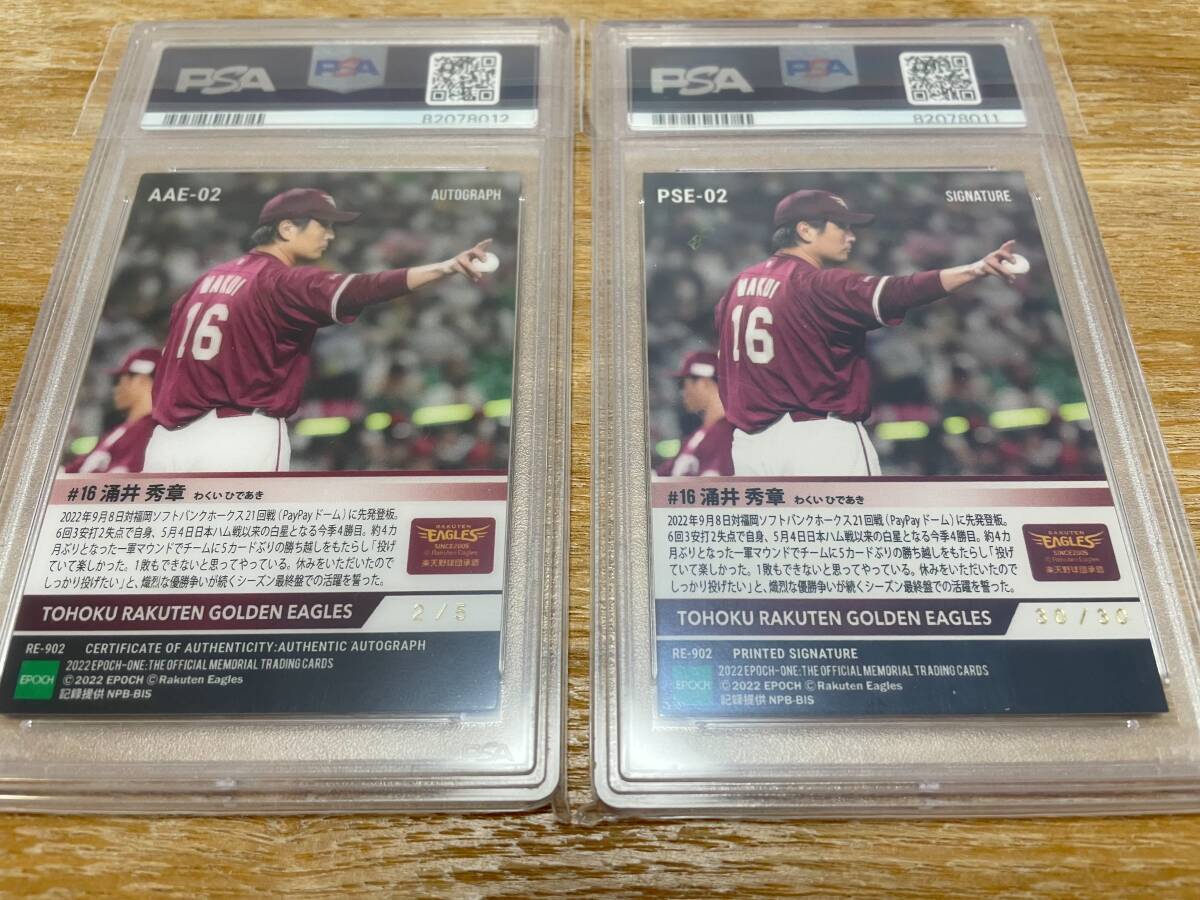 PSA
PSA
82078012
AAE-02
AUTOGRAPH
WAKUI
16
#16 涌井 秀章 わくい ひであき
2022年9月8日対福岡ソフトバンクホークス21回戦(PayPayドーム)に先発登板。
6回3安打2失点で自身、5月4日日本ハム戦以来の白星となる今季4勝目。約4カ
月ぶりとなった一軍マウンドでチームに5カードぶりの勝ち越しをもたらし「投げ
ていて楽しかった。1敗もできないと思ってやっている。休みをいただいたので
しっかり投げたい」と、熾烈な優勝争いが続くシーズン最終盤での活躍を誓った。
RAKUTEN
EAGLES
SINCE2005
© Rakuten Eagles
楽天野球団承認
TOHOKU RAKUTEN GOLDEN EAGLES
2 / 5
RE-902 CERTIFICATE OF AUTHENTICITY:AUTHENTIC AUTOGRAPH
EPOCH
2022 EPOCH-ONE:THE OFFICIAL MEMORIAL TRADING CARDS
©2022 EPOCH ©Rakuten Eagles
記録提供 NPB-BIS
PSA
PSA
PSA
82078011
PSE-02
SIGNATURE
WAKUI
16
#16 涌井 秀章 わくい ひであき
2022年9月8日対福岡ソフトバンクホークス21回戦(PayPayドーム)に先発登板。
6回3安打2失点で自身、5月4日日本ハム戦以来の白星となる今季4勝目。約4カ
月ぶりとなった一軍マウンドでチームに5カードぶりの勝ち越しをもたらし「投げ
ていて楽しかった。1敗もできないと思ってやっている。休みをいただいたので
しっかり投げたい」と、熾烈な優勝争いが続くシーズン最終盤での活躍を誓った。
RAKUTEN
EAGLES
SINCE2005
© Rakuten Eagles
楽天野球団承認
TOHOKU RAKUTEN GOLDEN EAGLES
30 / 30
RE-902 PRINTED SIGNATURE
EPOCH
2022 EPOCH-ONE:THE OFFICIAL MEMORIAL TRADING CARDS
©2022 EPOCH ©Rakuten Eagles
記録提供 NPB-BIS